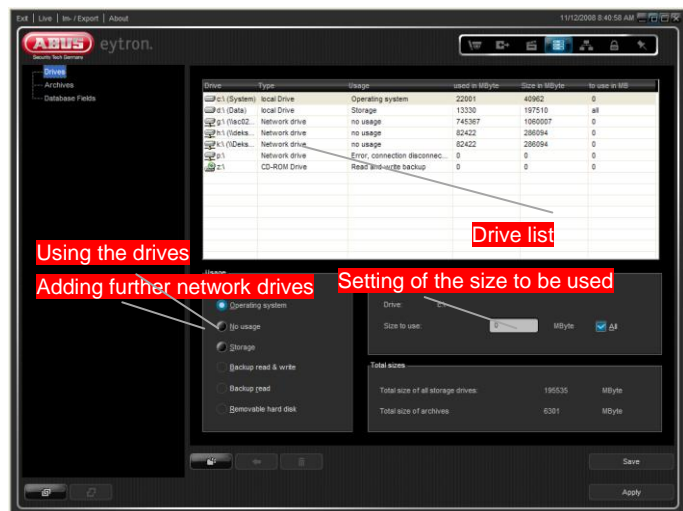 Exit | Live | Im- / Export | About 11/12/2008 8:40:58 AM
ABUS eytron.
Security Tech Germany
Drives
Archives
Database Fields
Drive Type Usage used in MByte Size in MByte to use in MB
c:\ (System) local Drive Operating system 22001 40962 0
d:\ (Data) local Drive Storage 13330 197510 all
g:\ (\\ac02... Network drive no usage 745367 1060007 0
h:\ (\\deks... Network drive no usage 82422 286094 0
k:\ (\\Deks... Network drive no usage 82422 286094 0
p:\ Network drive Error, connection disconnec... 0 0 0
z:\ CD-ROM Drive Read and write backup 0 0 0
Drive list
Using the drives
Adding further network drives
Setting of the size to be used
Usage
Operating system
No usage
Storage
Backup read & write
Backup read
Removable hard disk
Drive:
Size to use: 0 MByte All
Total sizes
Total size of all storage drives: 195535 MByte
Total size of archives 6301 MByte
Save
Apply